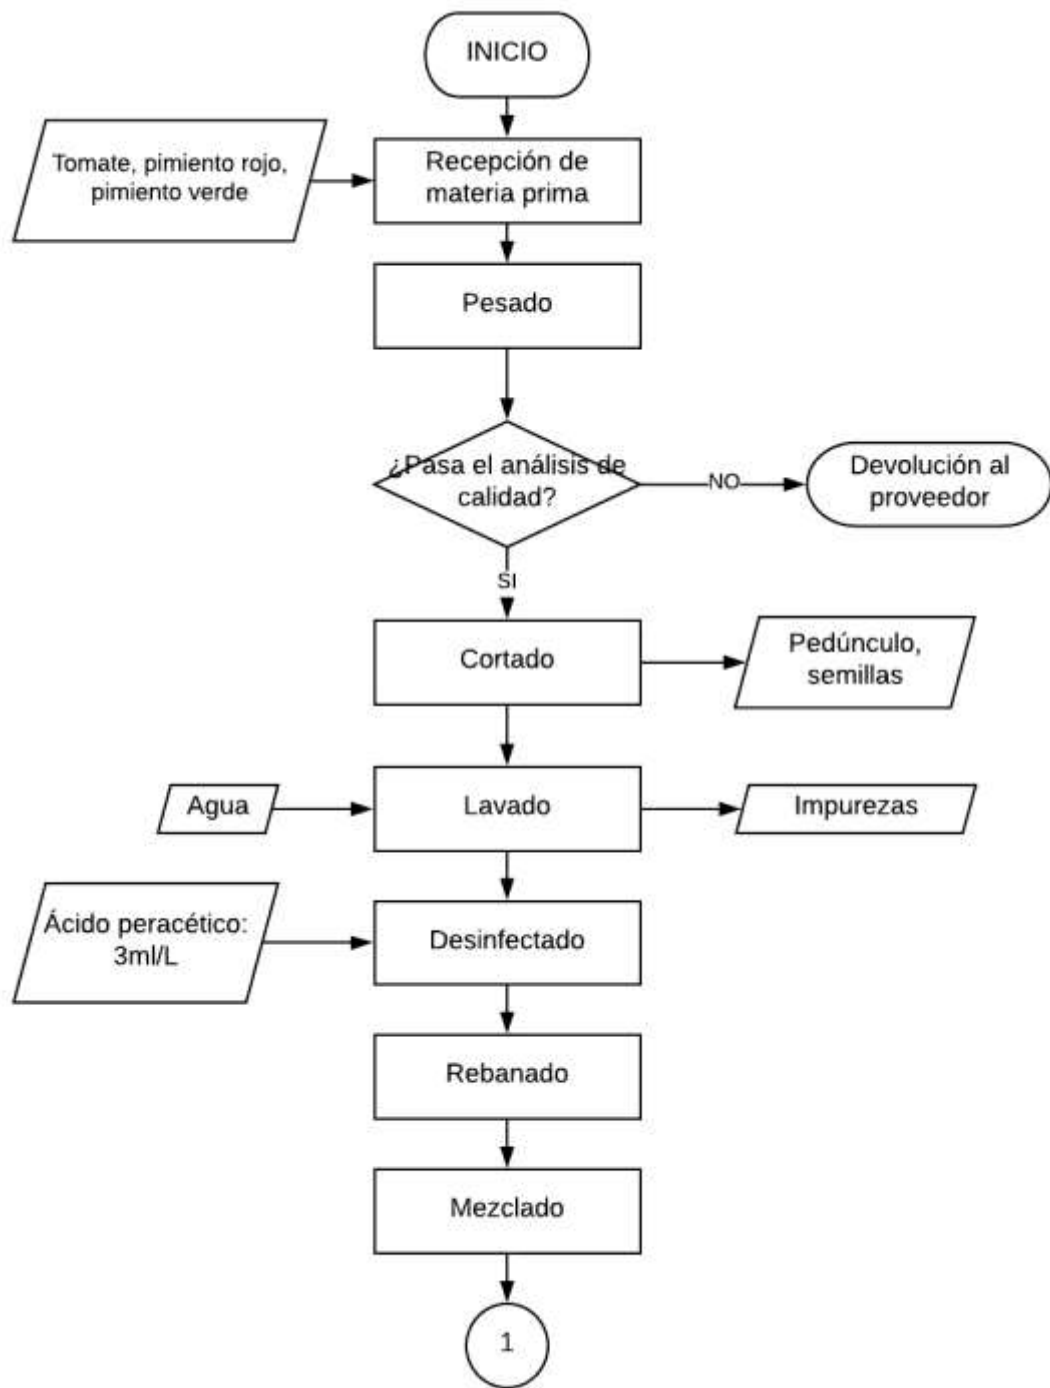 INICIO
Tomate, pimiento rojo,
pimiento verde
Recepción de
materia prima
Pesado
¿Pasa el análisis de
calidad?
NO
Devolución al
proveedor
SI
Cortado
Pedúnculo,
semillas
Agua
Lavado
Impurezas
Ácido peracético:
3ml/L
Desinfectado
Rebanado
Mezclado
1